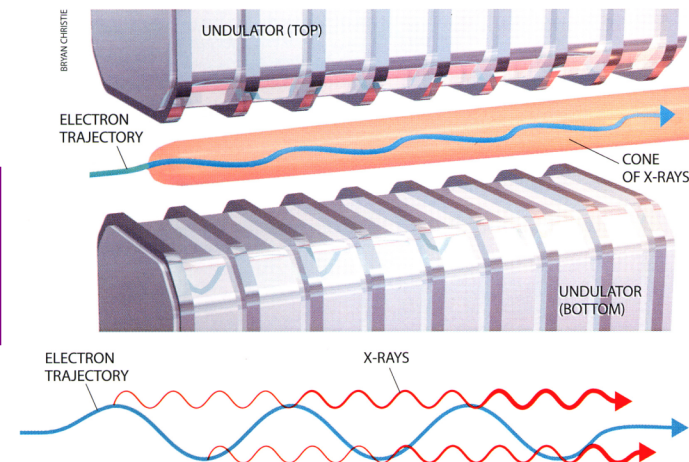 BRYAN CHRISTIE
UNDULATOR (TOP)
ELECTRON
TRAJECTORY
CONE
OF X-RAYS
UNDULATOR
(BOTTOM)
ELECTRON
TRAJECTORY
X-RAYS